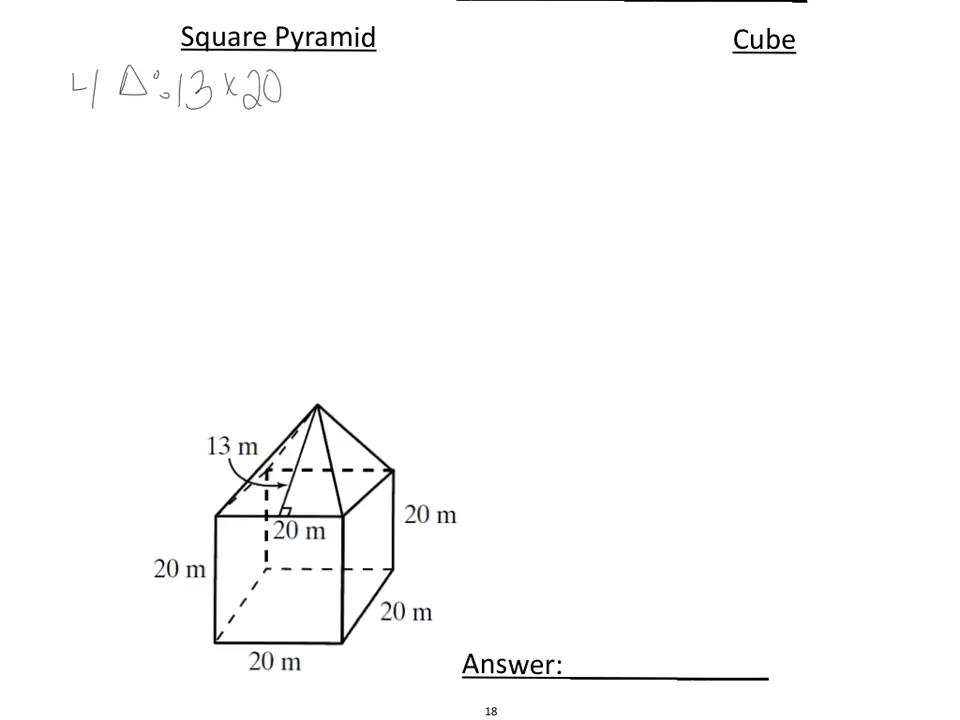 Square Pyramid
Cube
4 Δ: 13 × 20
13 m
20 m
20 m
20 m
20 m
20 m
Answer:
18